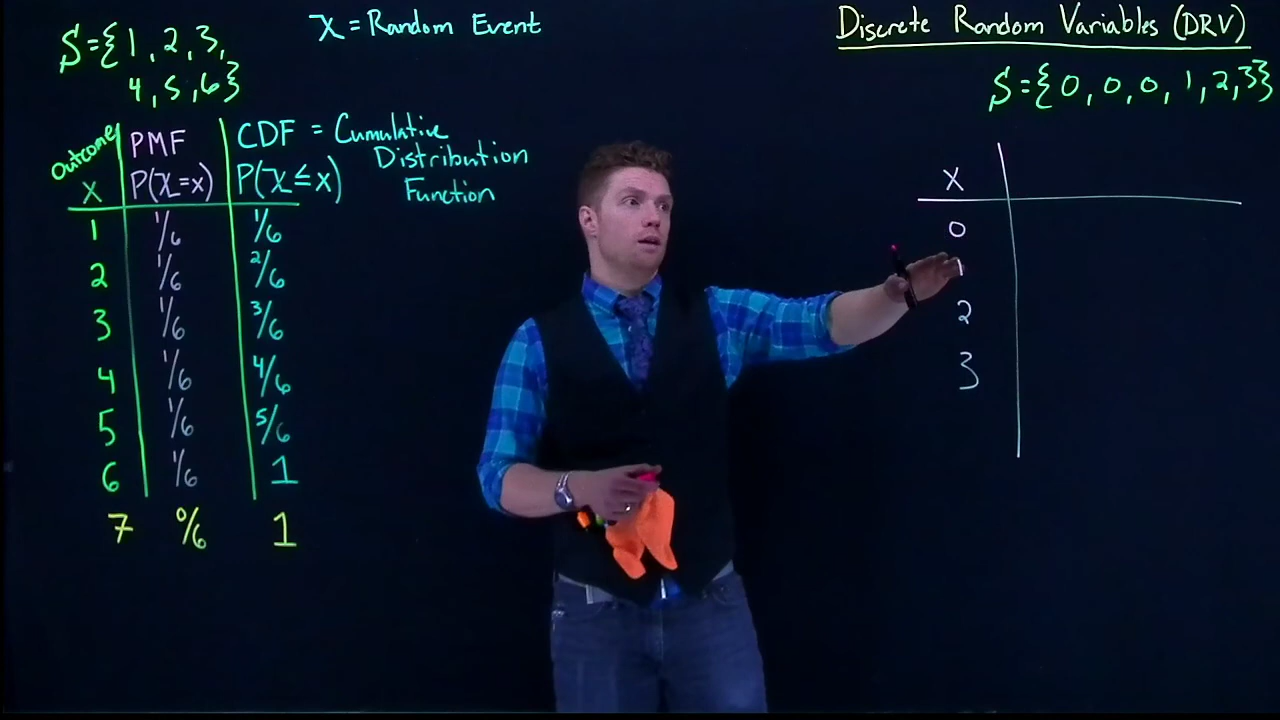 S={1, 2, 3,
4, 5, 6}
X = Random Event
Discrete Random Variables (DRV)
S={0, 0, 0, 1, 2, 3}
Outcome
x
PMF
P(X=x)
CDF = Cumulative
Distribution
Function
P(X≤x)
1 1/6 1/6
2 1/6 2/6
3 1/6 3/6
4 1/6 4/6
5 1/6 5/6
6 1/6 1
7 0/6 1
X
0
1
2
3